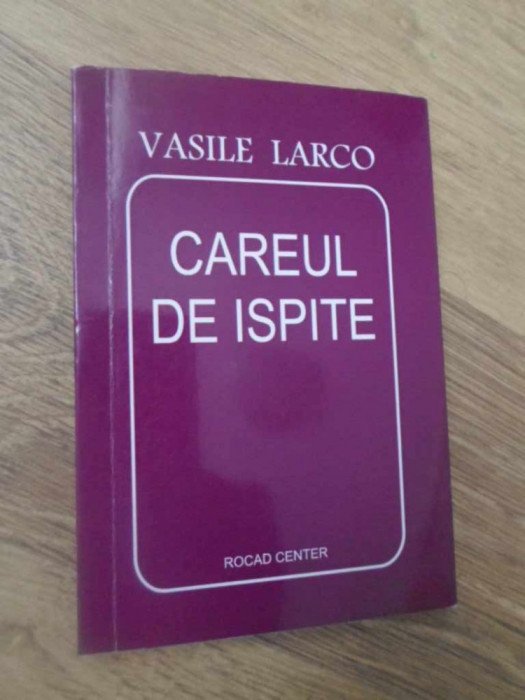 VASILE LARCO
CAREUL
DE ISPITE
ROCAD CENTER